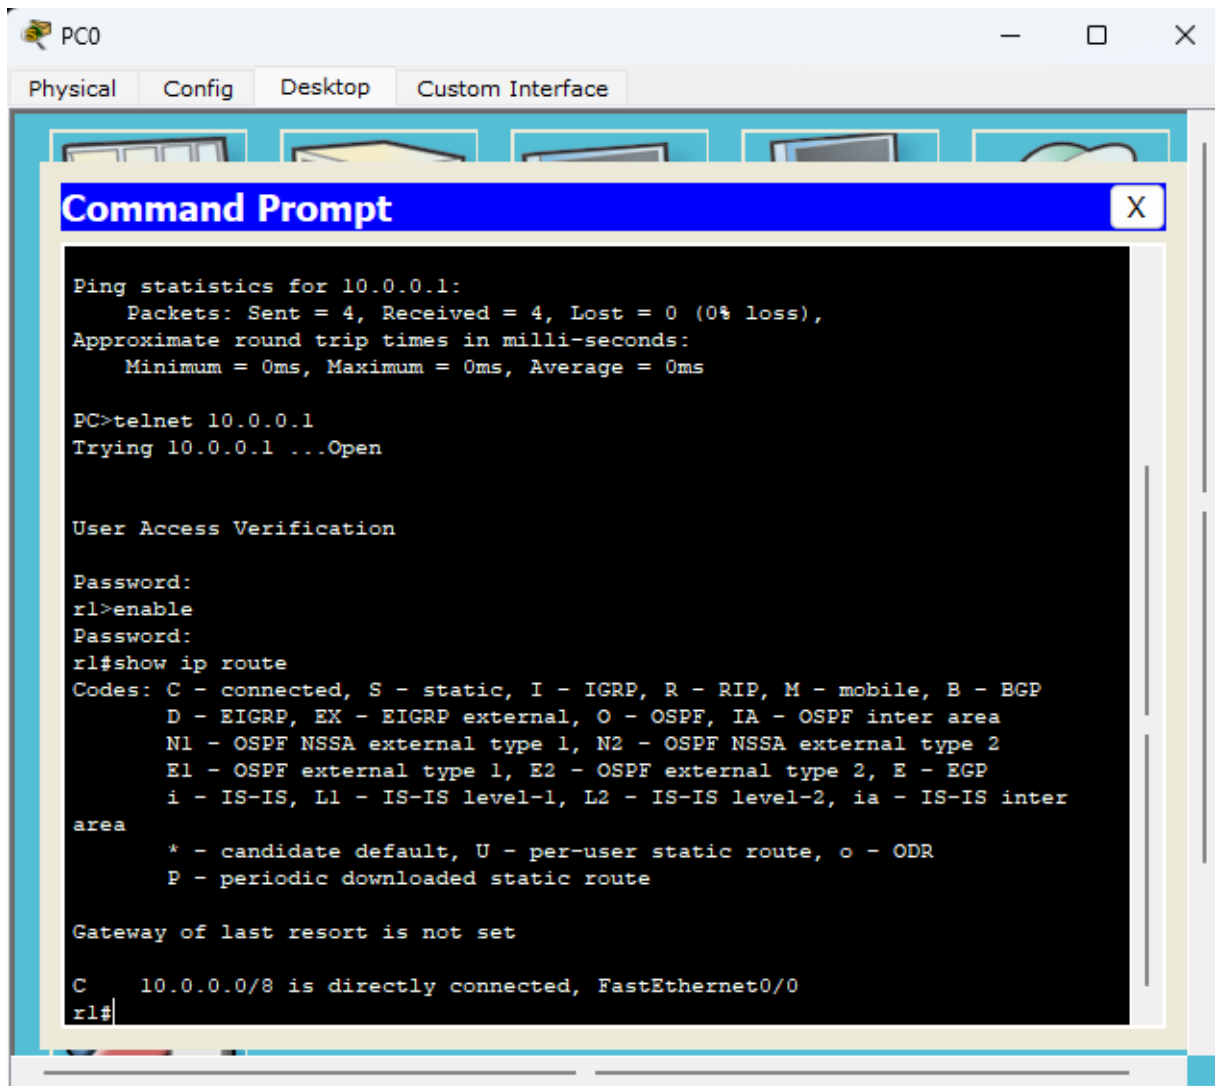 PC0
Physical Config Desktop Custom Interface
Command Prompt
X
Ping statistics for 10.0.0.1:
Packets: Sent = 4, Received = 4, Lost = 0 (0% loss),
Approximate round trip times in milli-seconds:
Minimum = 0ms, Maximum = 0ms, Average = 0ms
PC>telnet 10.0.0.1
Trying 10.0.0.1 ...Open
User Access Verification
Password:
r1>enable
Password:
r1#show ip route
Codes: C - connected, S - static, I - IGRP, R - RIP, M - mobile, B - BGP
D - EIGRP, EX - EIGRP external, O - OSPF, IA - OSPF inter area
N1 - OSPF NSSA external type 1, N2 - OSPF NSSA external type 2
E1 - OSPF external type 1, E2 - OSPF external type 2, E - EGP
i - IS-IS, L1 - IS-IS level-1, L2 - IS-IS level-2, ia - IS-IS inter
area
* - candidate default, U - per-user static route, o - ODR
P - periodic downloaded static route
Gateway of last resort is not set
C 10.0.0.0/8 is directly connected, FastEthernet0/0
r1#